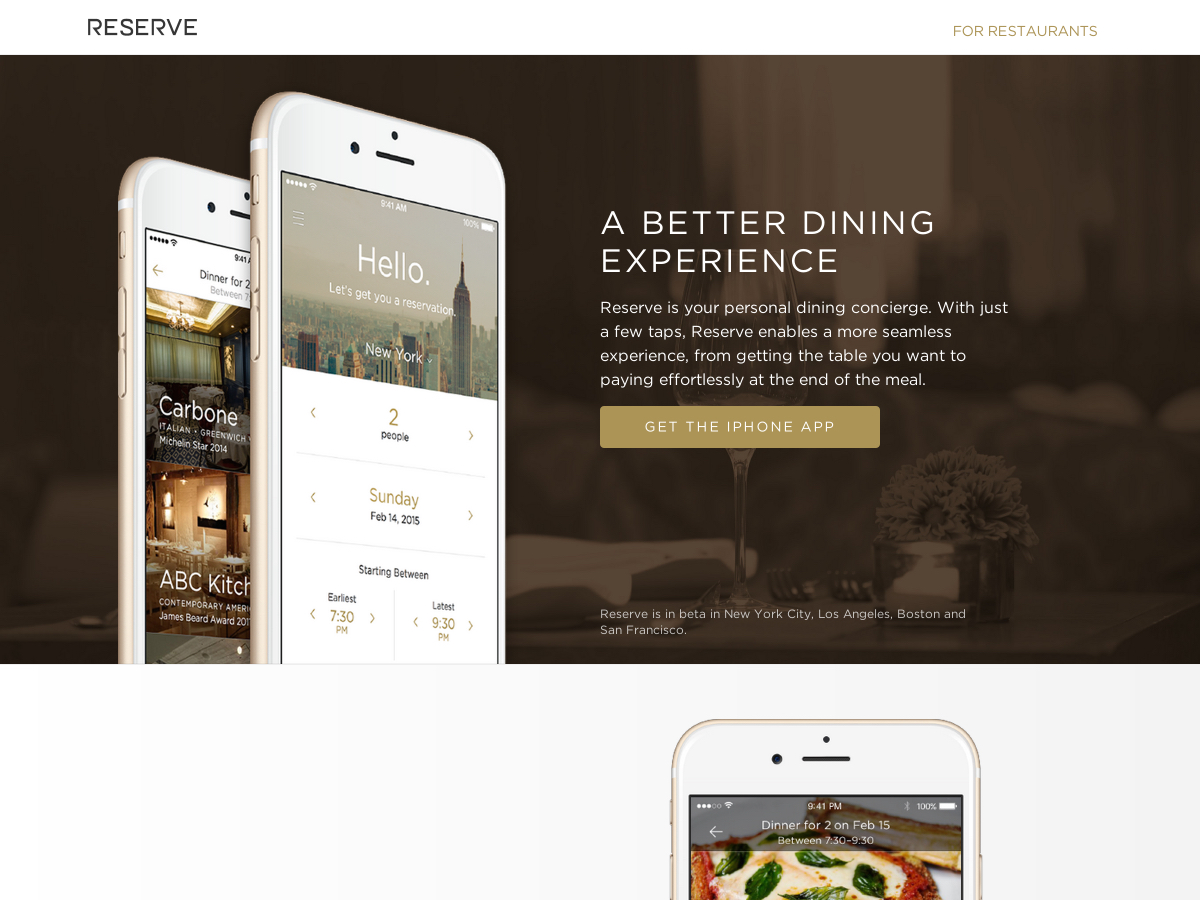 RESERVE
FOR RESTAURANTS
A BETTER DINING
EXPERIENCE
Reserve is your personal dining concierge. With just
a few taps, Reserve enables a more seamless
experience, from getting the table you want to
paying effortlessly at the end of the meal.
GET THE IPHONE APP
Reserve is in beta in New York City, Los Angeles, Boston and
San Francisco.
Dinner for 2
Between 7:
Carbone
ITALIAN • GREENWICH
Michelin Star 2014
ABC Kitch
CONTEMPORARY AMERI
James Beard Award 201
9:41 AM
100%
Hello.
Let's get you a reservation.
New York
2
people
Sunday
Feb 14, 2015
Starting Between
Earliest
7:30
PM
Latest
9:30
PM
9:41 PM
100%
Dinner for 2 on Feb 15
Between 7:30–9:30